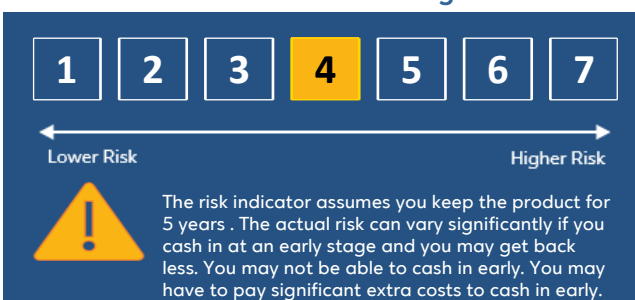 1 2 3 4 5 6 7
Lower Risk Higher Risk
The risk indicator assumes you keep the product for
5 years . The actual risk can vary significantly if you
cash in at an early stage and you may get back
less. You may not be able to cash in early. You may
have to pay significant extra costs to cash in early.